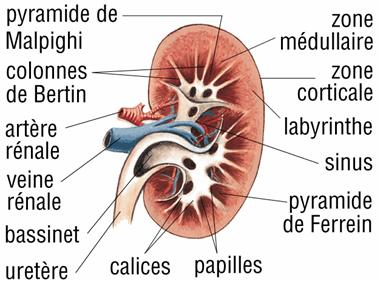 pyramide de
Malpighi
colonnes
de Bertin
artère
rénale
veine
rénale
bassinet
uretère
calices
papilles
zone
médullaire
zone
corticale
labyrinthe
sinus
pyramide
de Ferrein